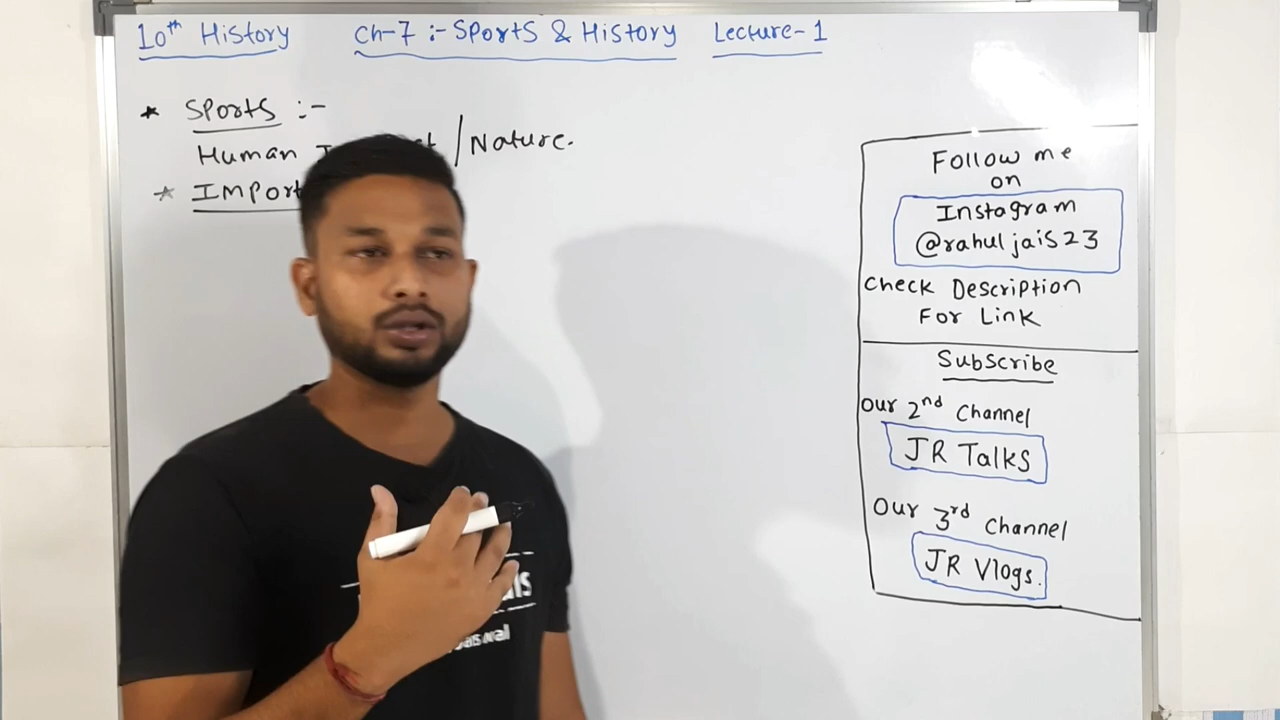 10th History Ch-7 :- Sports & History Lecture-1
* Sports :-
Human / Nature.
*
Follow me
on
Instagram
@rahuljais23
Check Description
For Link
Subscribe
Our 2nd Channel
JR Talks
Our 3rd Channel
JR Vlogs.